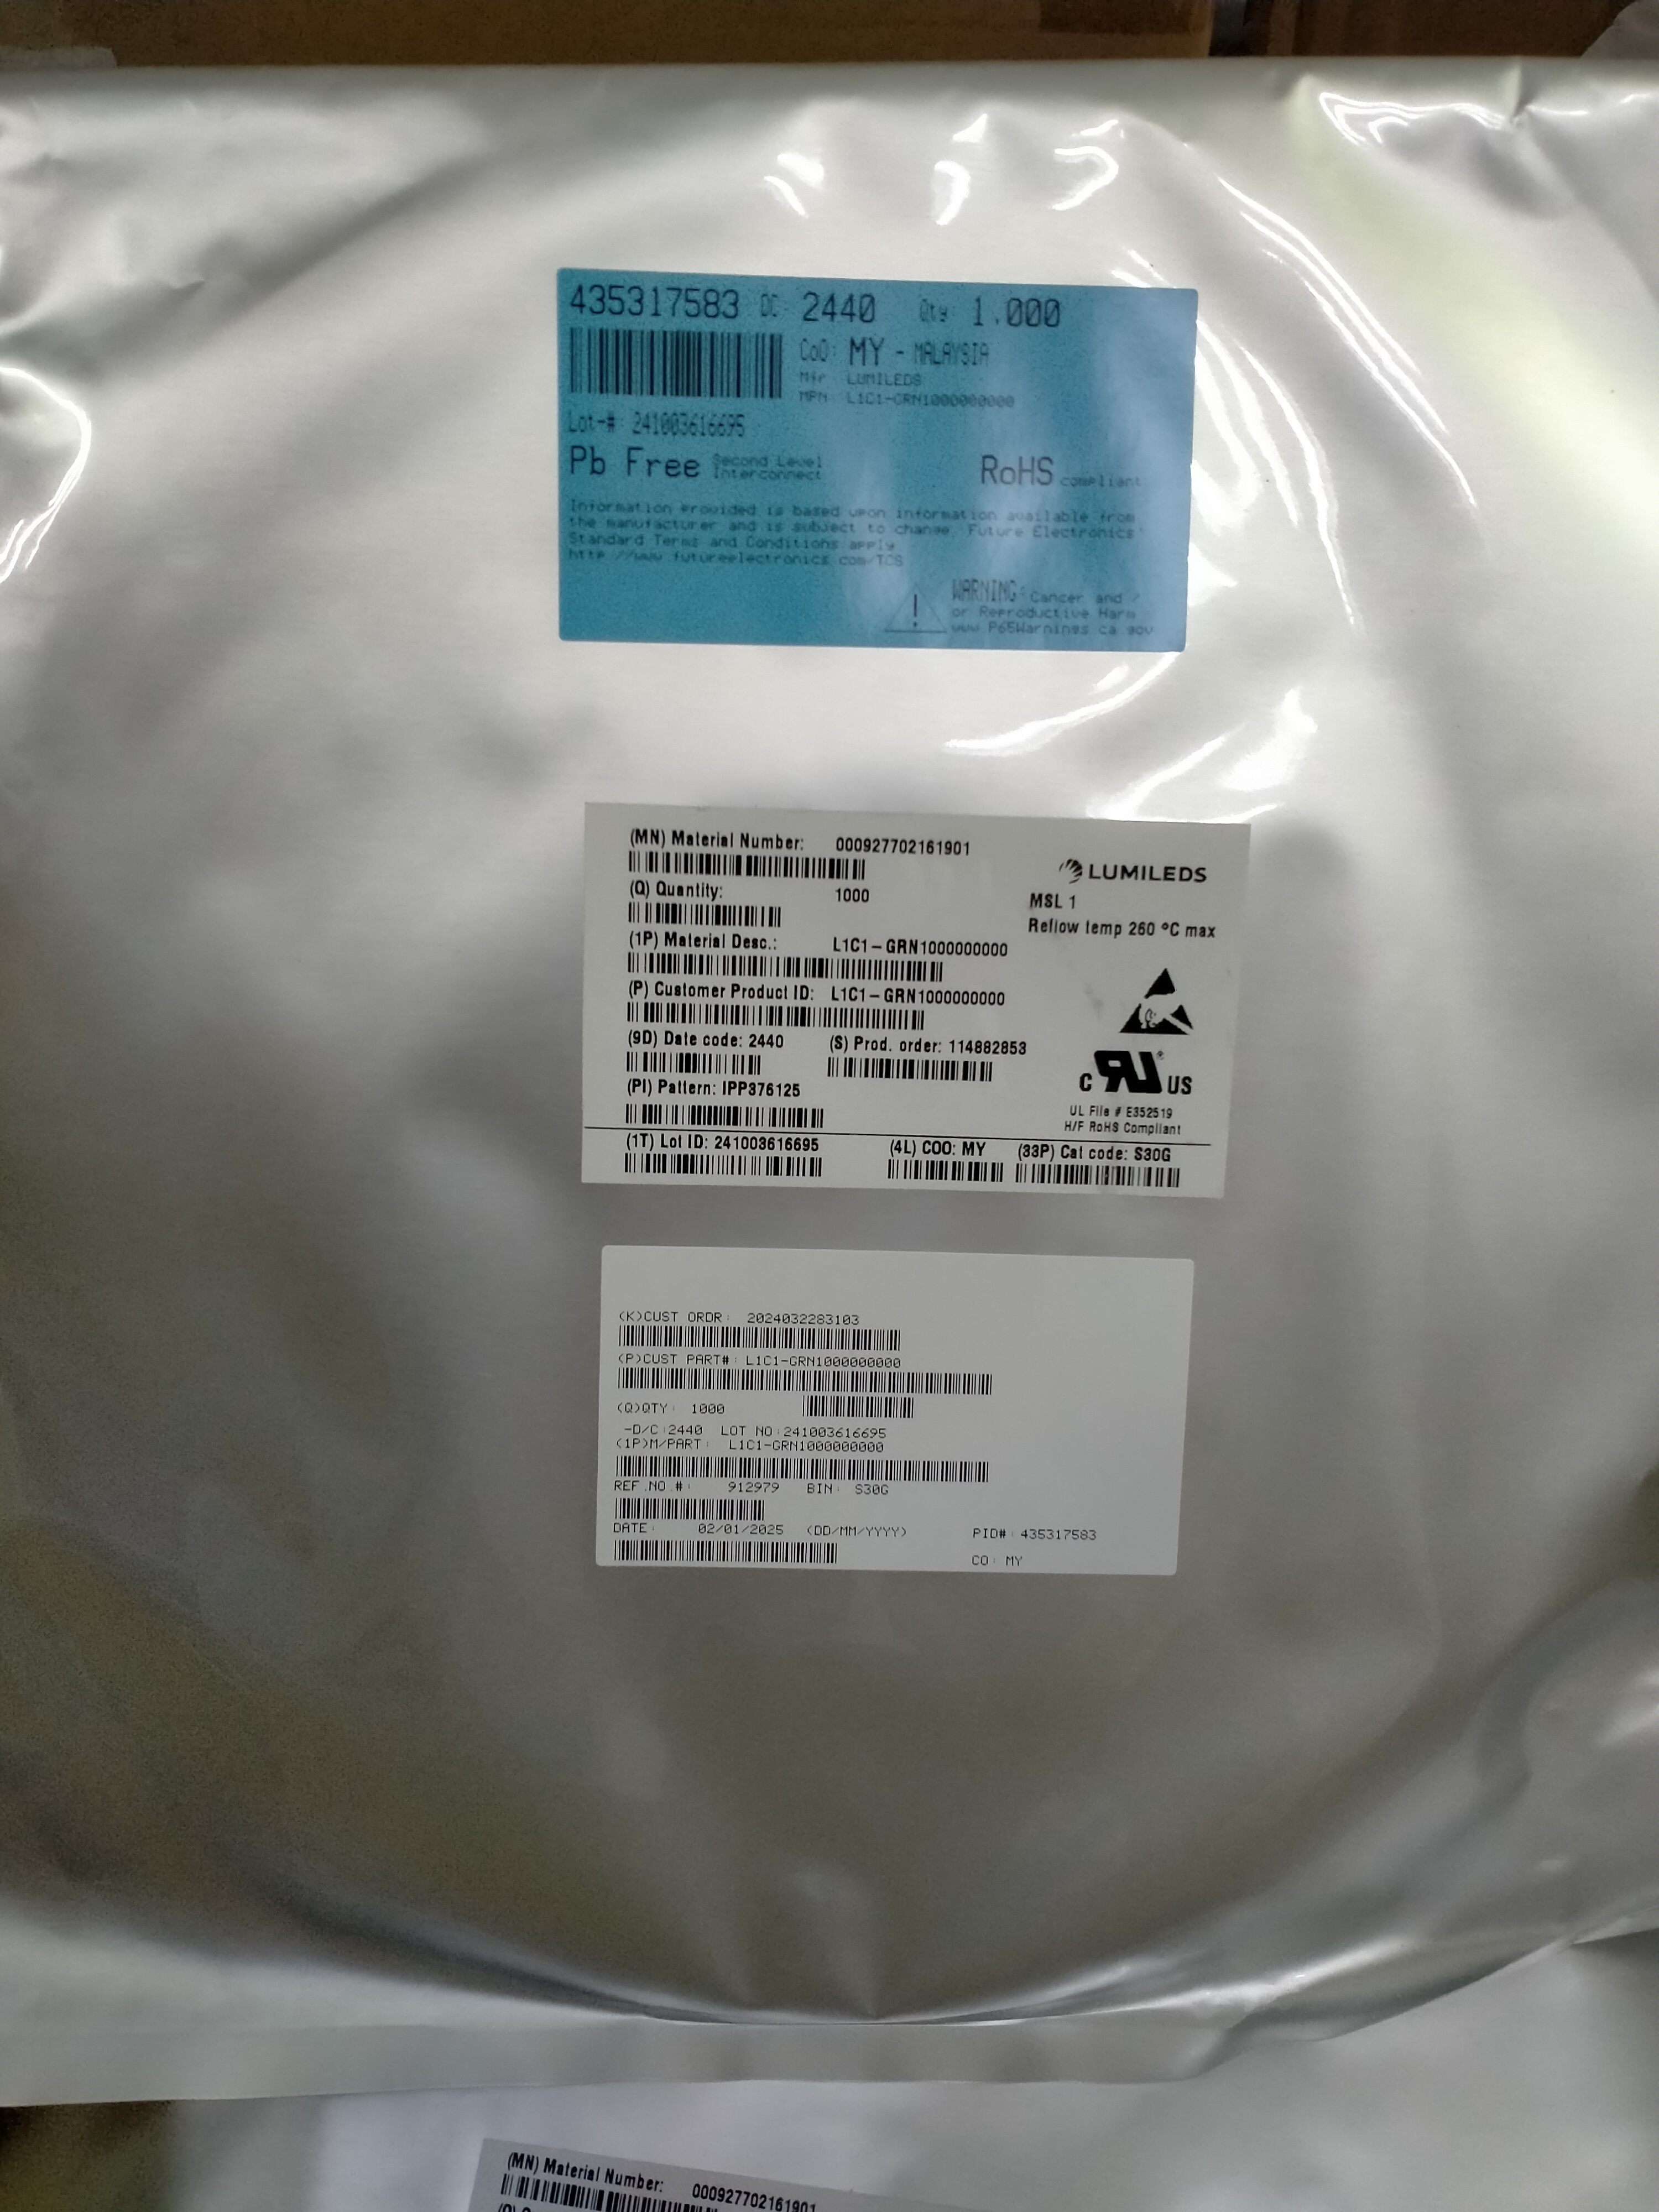 435317583 DC: 2440 Qty: 1.000
CoO: MY - MALAYSIA
Mfr: LUMILEDS
MPN: L1C1-GRN1000000000
Lot-#: 241003616695
Pb Free Second Level Interconnect RoHS compliant
Information provided is based upon information available from
the manufacturer and is subject to change. Future Electronics'
Standard Terms and Conditions apply
http://www.futureelectronics.com/TCS
WARNING: Cancer and /
or Reproductive Harm
www.P65Warnings.ca.gov
(MN) Material Number: 000927702161901
LUMILEDS
(Q) Quantity: 1000
MSL 1
Reflow temp 260 °C max
(1P) Material Desc.: L1C1-GRN1000000000
(P) Customer Product ID: L1C1-GRN1000000000
(9D) Date code: 2440 (S) Prod. order: 114882853
(PI) Pattern: IPP376125
C RU ® US
UL File # E352519
H/F RoHS Compliant
(1T) Lot ID: 241003616695 (4L) COO: MY (33P) Cat code: S30G
(K)CUST ORDR: 2024032283103
(P)CUST PART#: L1C1-GRN1000000000
(Q)QTY: 1000
-D/C:2440 LOT NO:241003616695
(1P)M/PART: L1C1-GRN1000000000
REF.NO.#: 912979 BIN: S30G
DATE: 02/01/2025 (DD/MM/YYYY) PID#: 435317583
CO: MY
(MN) Material Number: 000927702161901